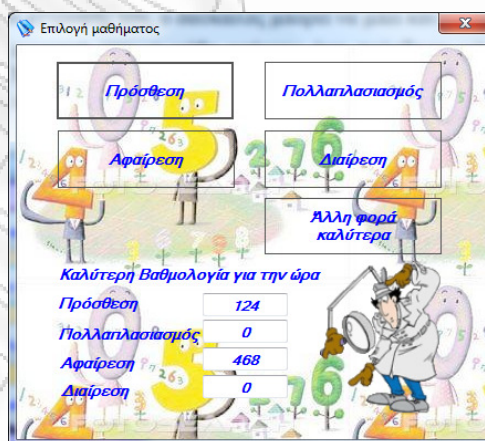 Επιλογή μαθήματος
Πρόσθεση
Πολλαπλασιασμός
Αφαίρεση
Διαίρεση
Άλλη φορά
καλύτερα
Καλύτερη Βαθμολογία για την ώρα
Πρόσθεση 124
Πολλαπλασιασμός 0
Αφαίρεση 468
Διαίρεση 0